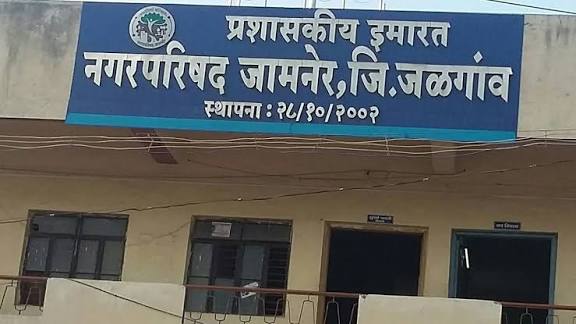 प्रशासकीय इमारत
नगरपरिषद जामनेर,जि.जळगांव
स्थापना : २८/१०/२००२